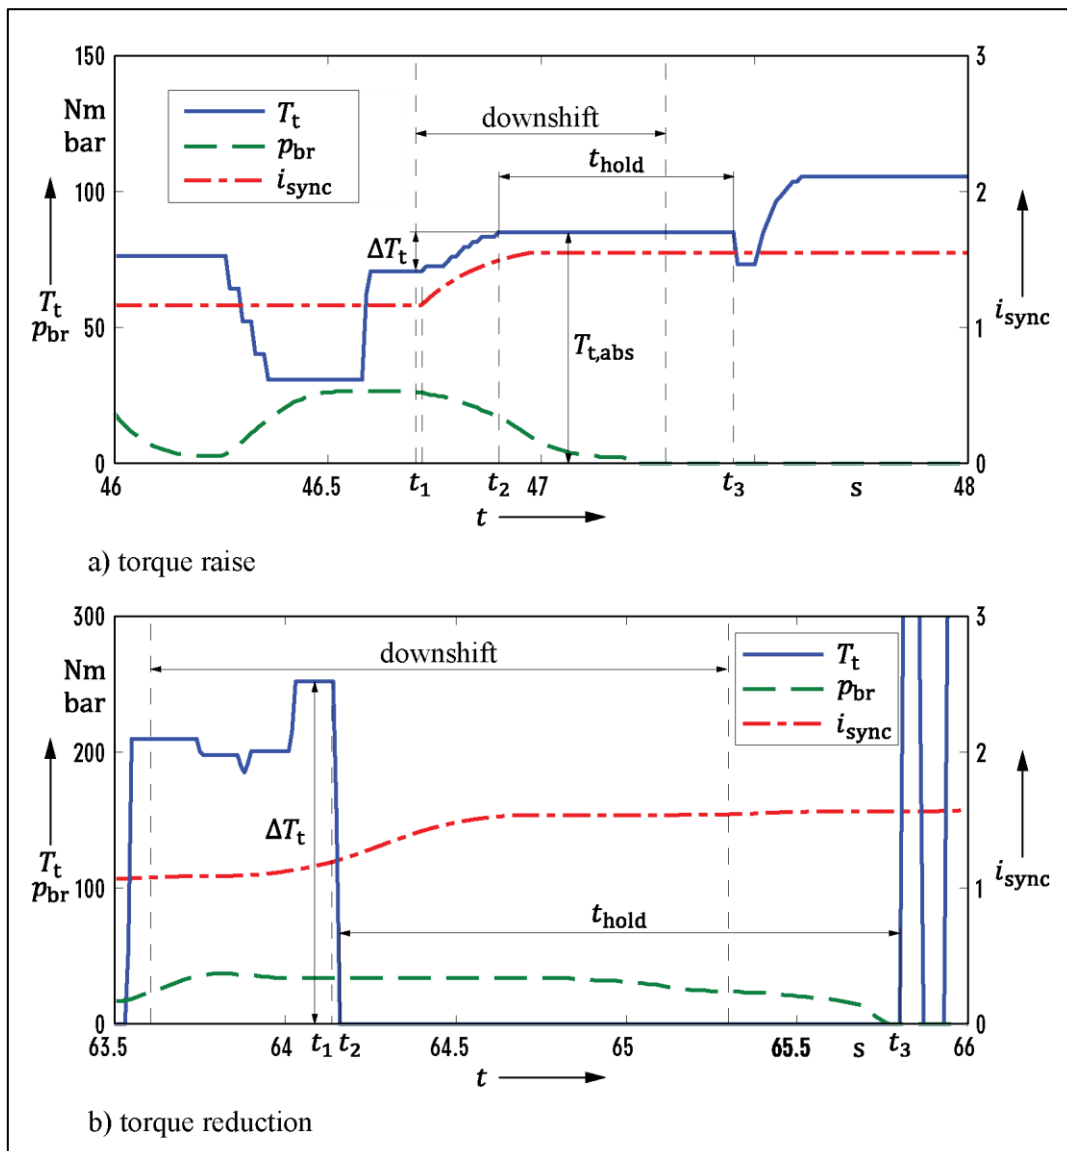 150
3
Nm
bar
T_t
p_br
i_sync
downshift
t_hold
100
2
ΔT_t
T_t
p_br
i_sync
50
1
T_t,abs
0
0
46
46.5
t_1
t_2
47
t_3
s
48
t
a) torque raise
300
3
Nm
bar
downshift
T_t
p_br
i_sync
200
2
ΔT_t
T_t
p_br
i_sync
100
1
t_hold
0
0
63.5
64
t_1
t_2
64.5
65
65.5
s
t_3
66
t
b) torque reduction